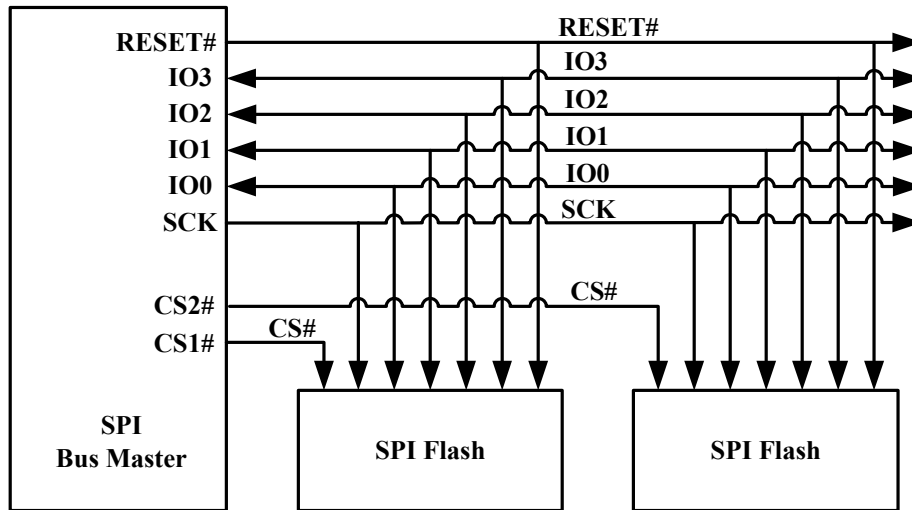 RESET#
RESET#
IO3
IO3
IO2
IO2
IO1
IO1
IO0
IO0
SCK
SCK
CS2#
CS#
CS1#
CS#
SPI
Bus Master
SPI Flash
SPI Flash